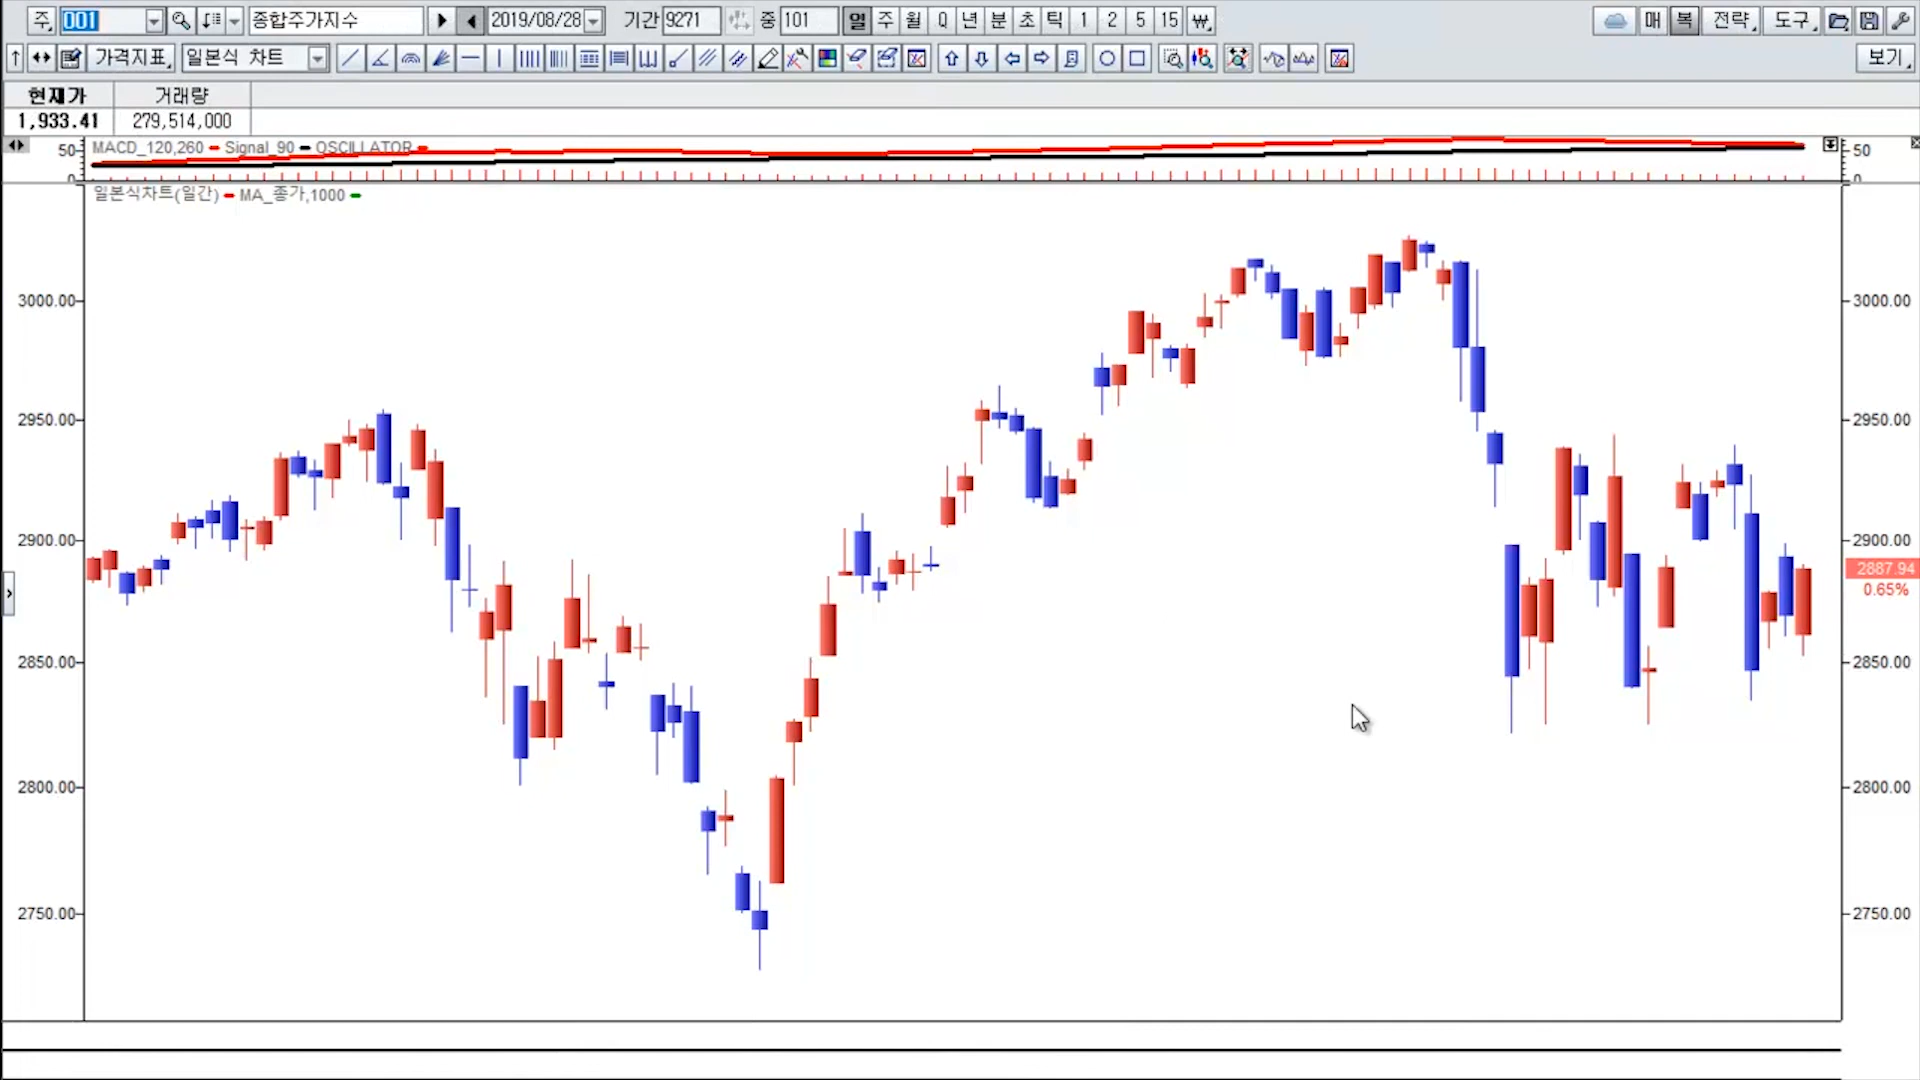 주 001 종합주가지수 2019/08/28 기간 9271 중 101 일 주 월 Q 년 분 초 틱 1 2 5 15 ₩ 매 복 전략 도구
가격지표 일본식 차트 보기
현재가 거래량
1,933.41 279,514,000
50 MACD_120,260 Signal_90 OSCILLATOR 50
0 0
일본식차트(일간) MA_종가,1000
3000.00 3000.00
2950.00 2950.00
2900.00 2900.00
2887.94
0.65%
2850.00 2850.00
2800.00 2800.00
2750.00 2750.00